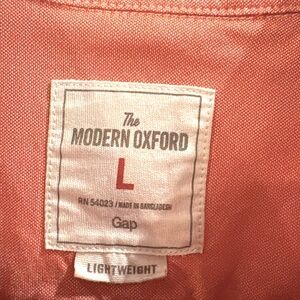 The
MODERN OXFORD
L
RN 54023 / MADE IN BANGLADESH
Gap
LIGHTWEIGHT